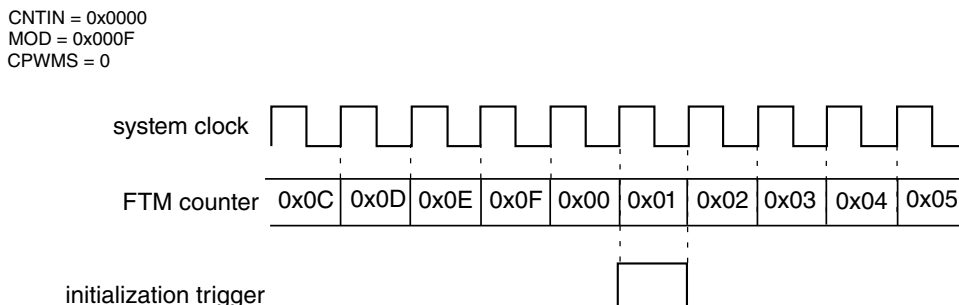 CNTIN = 0x0000
MOD = 0x000F
CPWMS = 0
system clock
FTM counter 0x0C 0x0D 0x0E 0x0F 0x00 0x01 0x02 0x03 0x04 0x05
initialization trigger